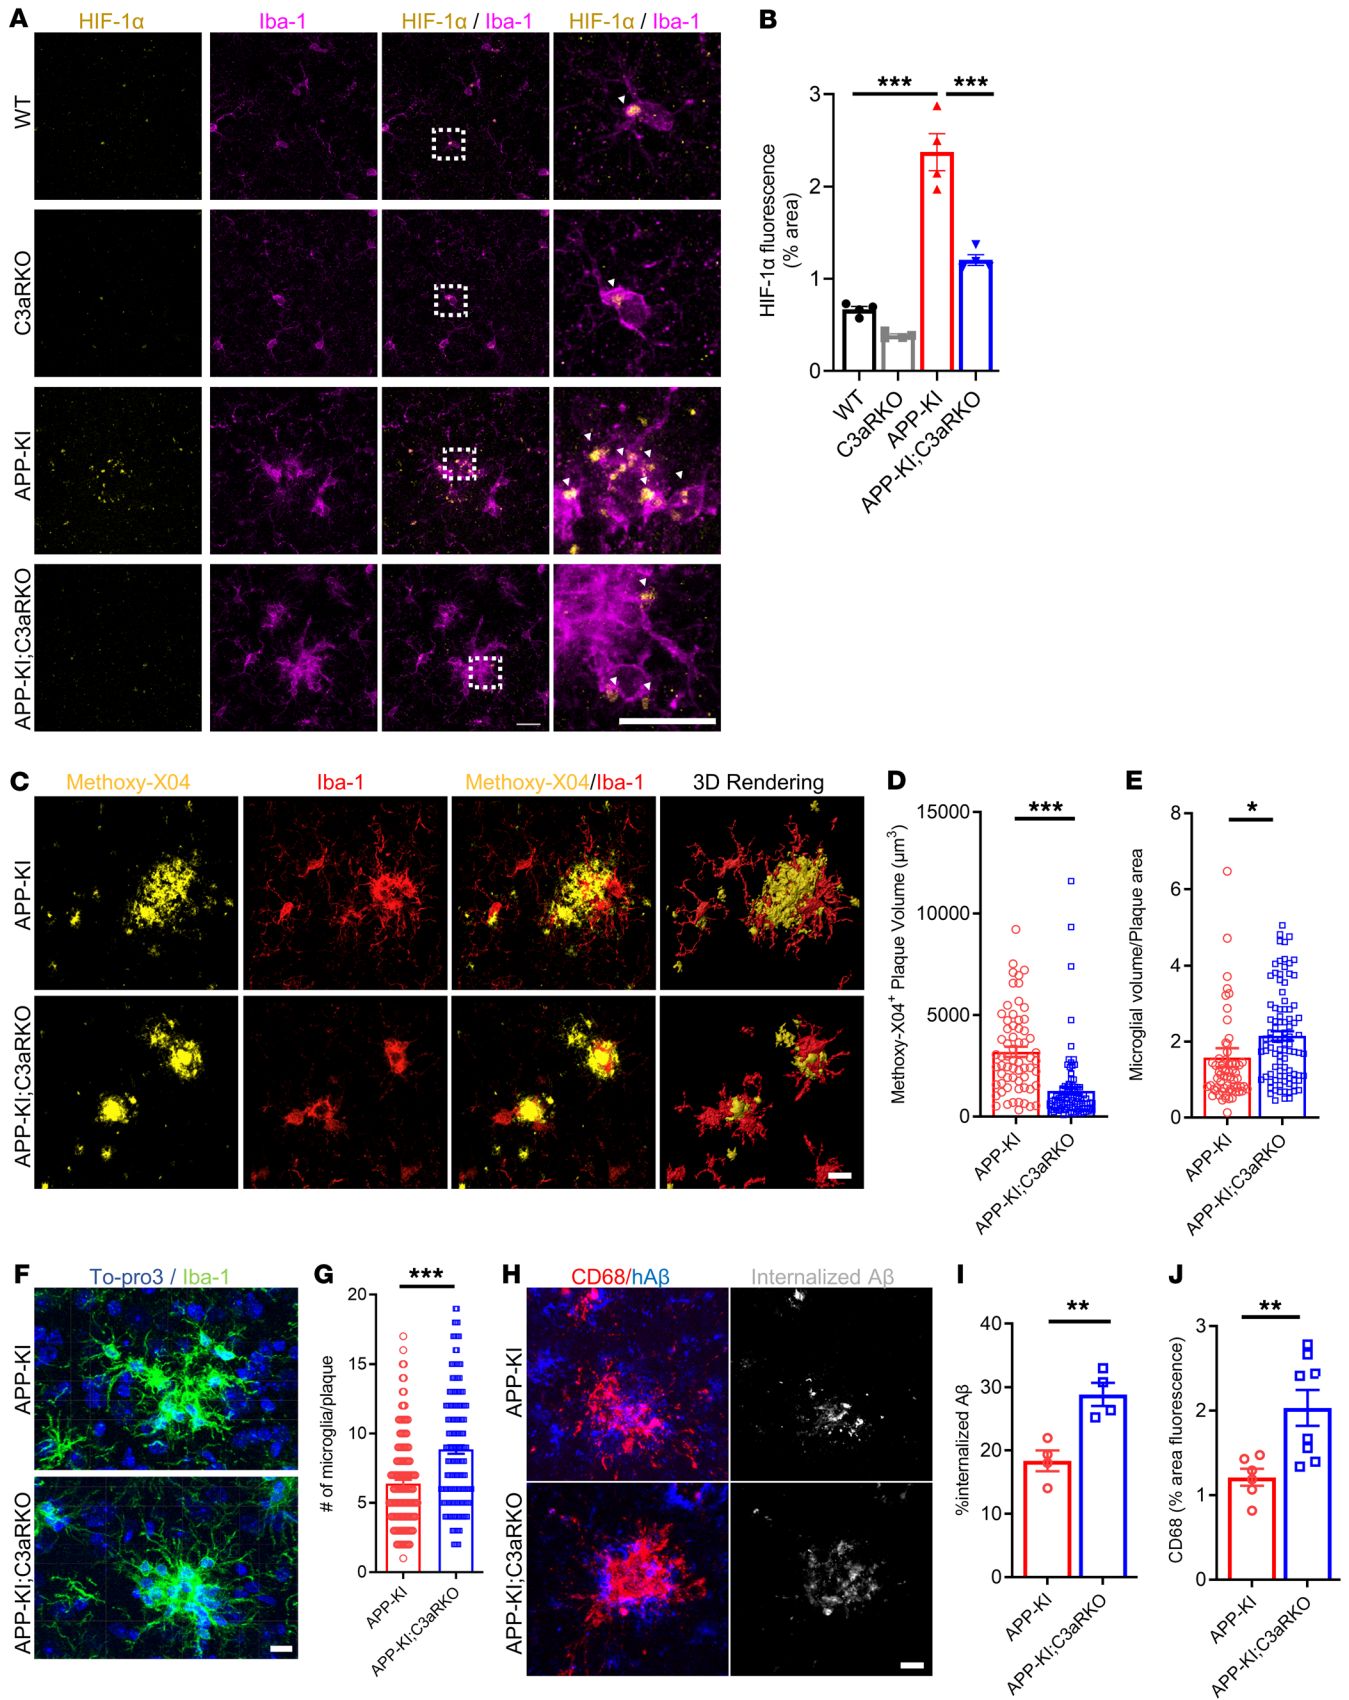 A
HIF-1α
Iba-1
HIF-1α / Iba-1
HIF-1α / Iba-1
WT
C3aRKO
APP-KI
APP-KI;C3aRKO
B
***
***
HIF-1α fluorescence
(% area)
3
2
1
0
WT
C3aRKO
APP-KI
APP-KI;C3aRKO
C
Methoxy-X04
Iba-1
Methoxy-X04/Iba-1
3D Rendering
APP-KI
APP-KI;C3aRKO
D
***
Methoxy-X04⁺ Plaque Volume (μm³)
15000
10000
5000
0
APP-KI
APP-KI;C3aRKO
E
*
Microglial volume/Plaque area
8
6
4
2
0
APP-KI
APP-KI;C3aRKO
F
To-pro3 / Iba-1
APP-KI
APP-KI;C3aRKO
G
***
# of microglia/plaque
20
15
10
5
0
APP-KI
APP-KI;C3aRKO
H
CD68/hAβ
Internalized Aβ
APP-KI
APP-KI;C3aRKO
I
**
%internalized Aβ
40
30
20
10
0
APP-KI
APP-KI;C3aRKO
J
**
CD68 (% area fluorescence)
3
2
1
0
APP-KI
APP-KI;C3aRKO